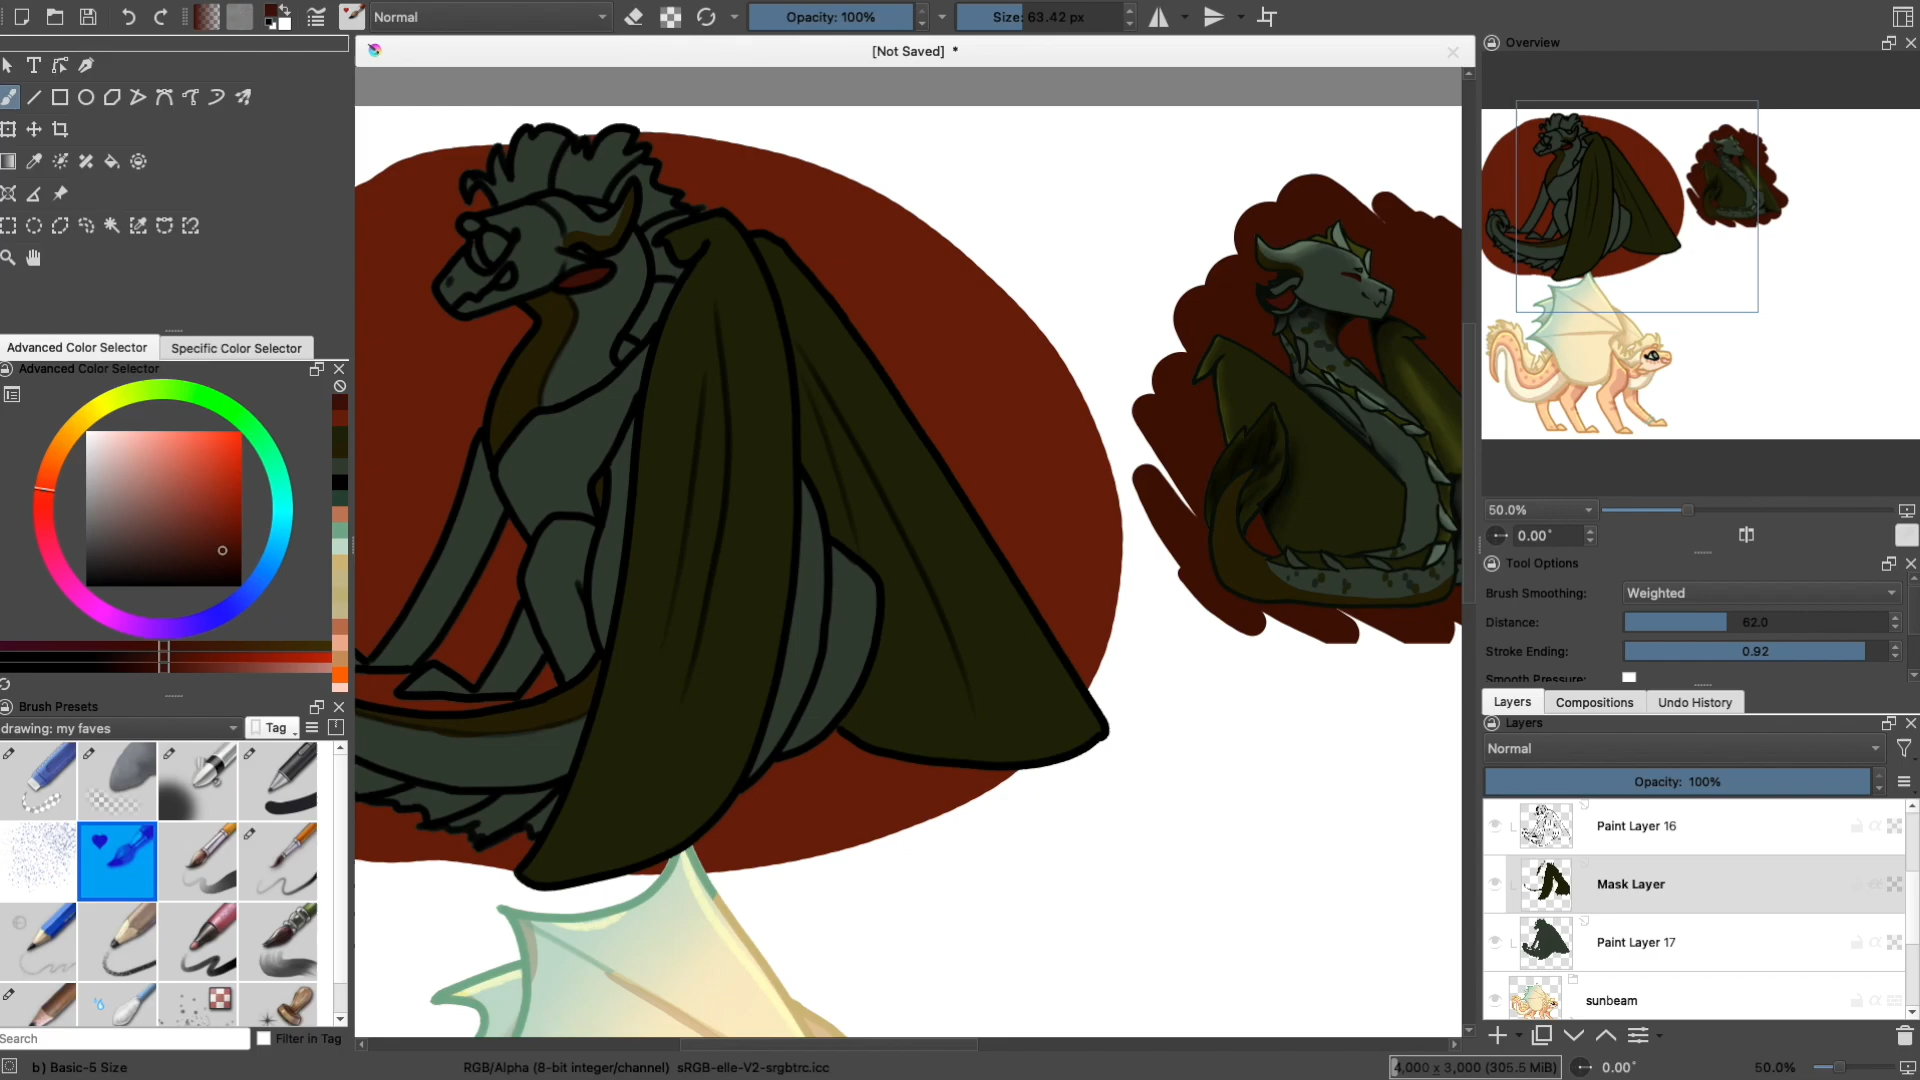 Normal
Opacity: 100%
Size: 63.42 px
[Not Saved] *
Overview
Advanced Color Selector
Specific Color Selector
Advanced Color Selector
50.0%
0.00°
Tool Options
Brush Smoothing:
Weighted
Distance:
62.0
Stroke Ending:
0.92
Smooth Pressure:
Layers
Compositions
Undo History
Layers
Normal
Opacity: 100%
Paint Layer 16
Mask Layer
Paint Layer 17
sunbeam
Brush Presets
drawing: my faves
Tag
Search
Filter in Tag
b) Basic-5 Size
RGB/Alpha (8-bit integer/channel) sRGB-elle-V2-srgbtrc.icc
4,000 x 3,000 (305.5 MiB)
0.00°
50.0%